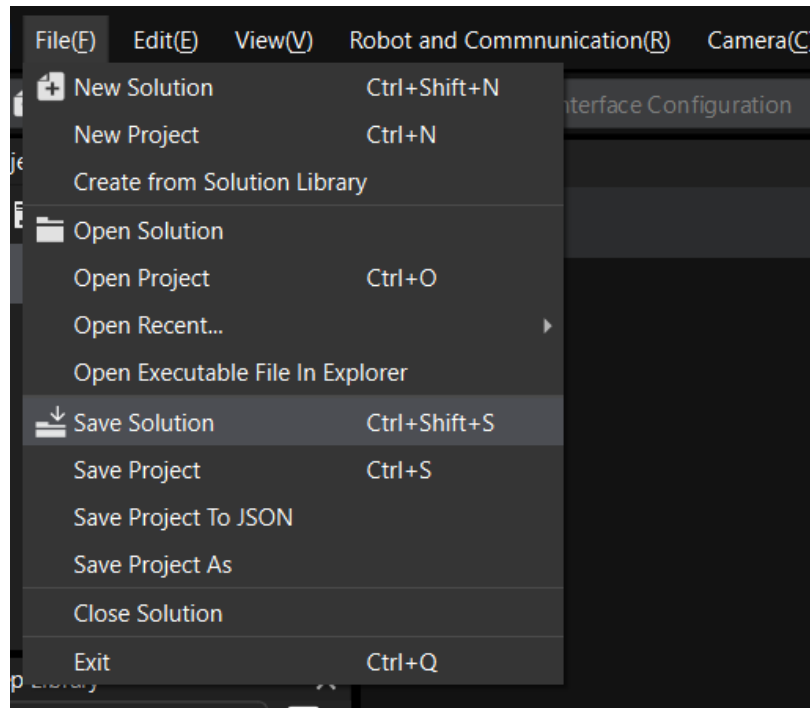 File(F) Edit(E) View(V) Robot and Commnunication(R) Camera(C)
New Solution Ctrl+Shift+N
nterface Configuration
New Project Ctrl+N
Create from Solution Library
Open Solution
Open Project Ctrl+O
Open Recent...
Open Executable File In Explorer
Save Solution Ctrl+Shift+S
Save Project Ctrl+S
Save Project To JSON
Save Project As
Close Solution
Exit Ctrl+Q